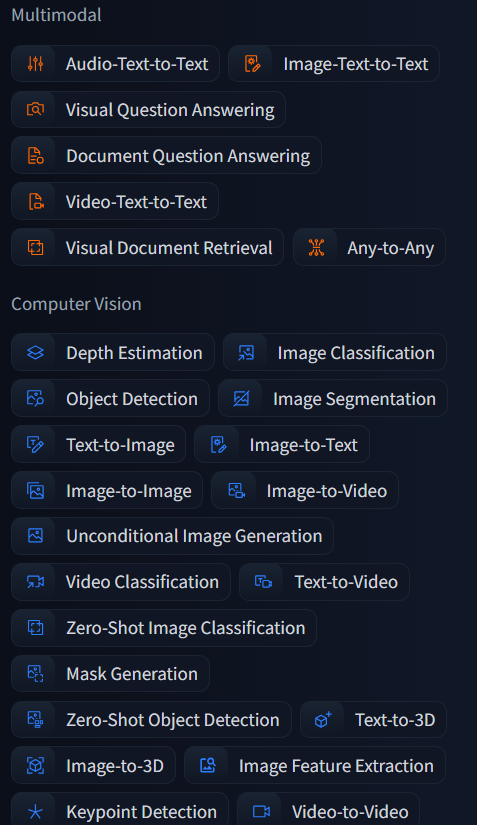 Multimodal
Audio-Text-to-Text Image-Text-to-Text
Visual Question Answering
Document Question Answering
Video-Text-to-Text
Visual Document Retrieval Any-to-Any
Computer Vision
Depth Estimation Image Classification
Object Detection Image Segmentation
Text-to-Image Image-to-Text
Image-to-Image Image-to-Video
Unconditional Image Generation
Video Classification Text-to-Video
Zero-Shot Image Classification
Mask Generation
Zero-Shot Object Detection Text-to-3D
Image-to-3D Image Feature Extraction
Keypoint Detection Video-to-Video